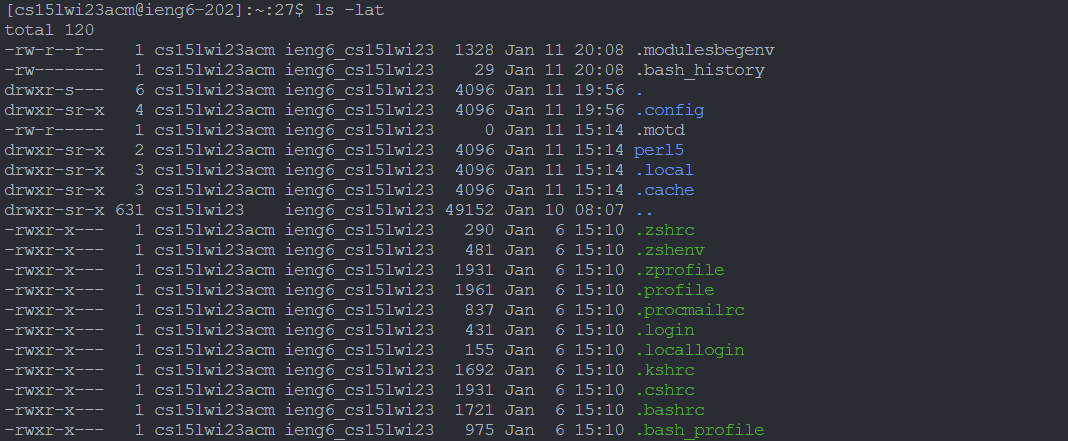 [cs15lwi23acm@ieng6-202]:~:27$ ls -lat
total 120
-rw-r--r--   1 cs15lwi23acm ieng6_cs15lwi23  1328 Jan 11 20:08 .modulesbegenv
-rw-------   1 cs15lwi23acm ieng6_cs15lwi23    29 Jan 11 20:08 .bash_history
drwxr-s---   6 cs15lwi23acm ieng6_cs15lwi23  4096 Jan 11 19:56 .
drwxr-sr-x   4 cs15lwi23acm ieng6_cs15lwi23  4096 Jan 11 19:56 .config
-rw-r-----   1 cs15lwi23acm ieng6_cs15lwi23     0 Jan 11 15:14 .motd
drwxr-sr-x   2 cs15lwi23acm ieng6_cs15lwi23  4096 Jan 11 15:14 perl5
drwxr-sr-x   3 cs15lwi23acm ieng6_cs15lwi23  4096 Jan 11 15:14 .local
drwxr-sr-x   3 cs15lwi23acm ieng6_cs15lwi23  4096 Jan 11 15:14 .cache
drwxr-sr-x 631 cs15lwi23    ieng6_cs15lwi23 49152 Jan 10 08:07 ..
-rwxr-x---   1 cs15lwi23acm ieng6_cs15lwi23   290 Jan  6 15:10 .zshrc
-rwxr-x---   1 cs15lwi23acm ieng6_cs15lwi23   481 Jan  6 15:10 .zshenv
-rwxr-x---   1 cs15lwi23acm ieng6_cs15lwi23  1931 Jan  6 15:10 .zprofile
-rwxr-x---   1 cs15lwi23acm ieng6_cs15lwi23  1961 Jan  6 15:10 .profile
-rwxr-x---   1 cs15lwi23acm ieng6_cs15lwi23   837 Jan  6 15:10 .procmailrc
-rwxr-x---   1 cs15lwi23acm ieng6_cs15lwi23   431 Jan  6 15:10 .login
-rwxr-x---   1 cs15lwi23acm ieng6_cs15lwi23   155 Jan  6 15:10 .locallogin
-rwxr-x---   1 cs15lwi23acm ieng6_cs15lwi23  1692 Jan  6 15:10 .kshrc
-rwxr-x---   1 cs15lwi23acm ieng6_cs15lwi23  1931 Jan  6 15:10 .cshrc
-rwxr-x---   1 cs15lwi23acm ieng6_cs15lwi23  1721 Jan  6 15:10 .bashrc
-rwxr-x---   1 cs15lwi23acm ieng6_cs15lwi23   975 Jan  6 15:10 .bash_profile